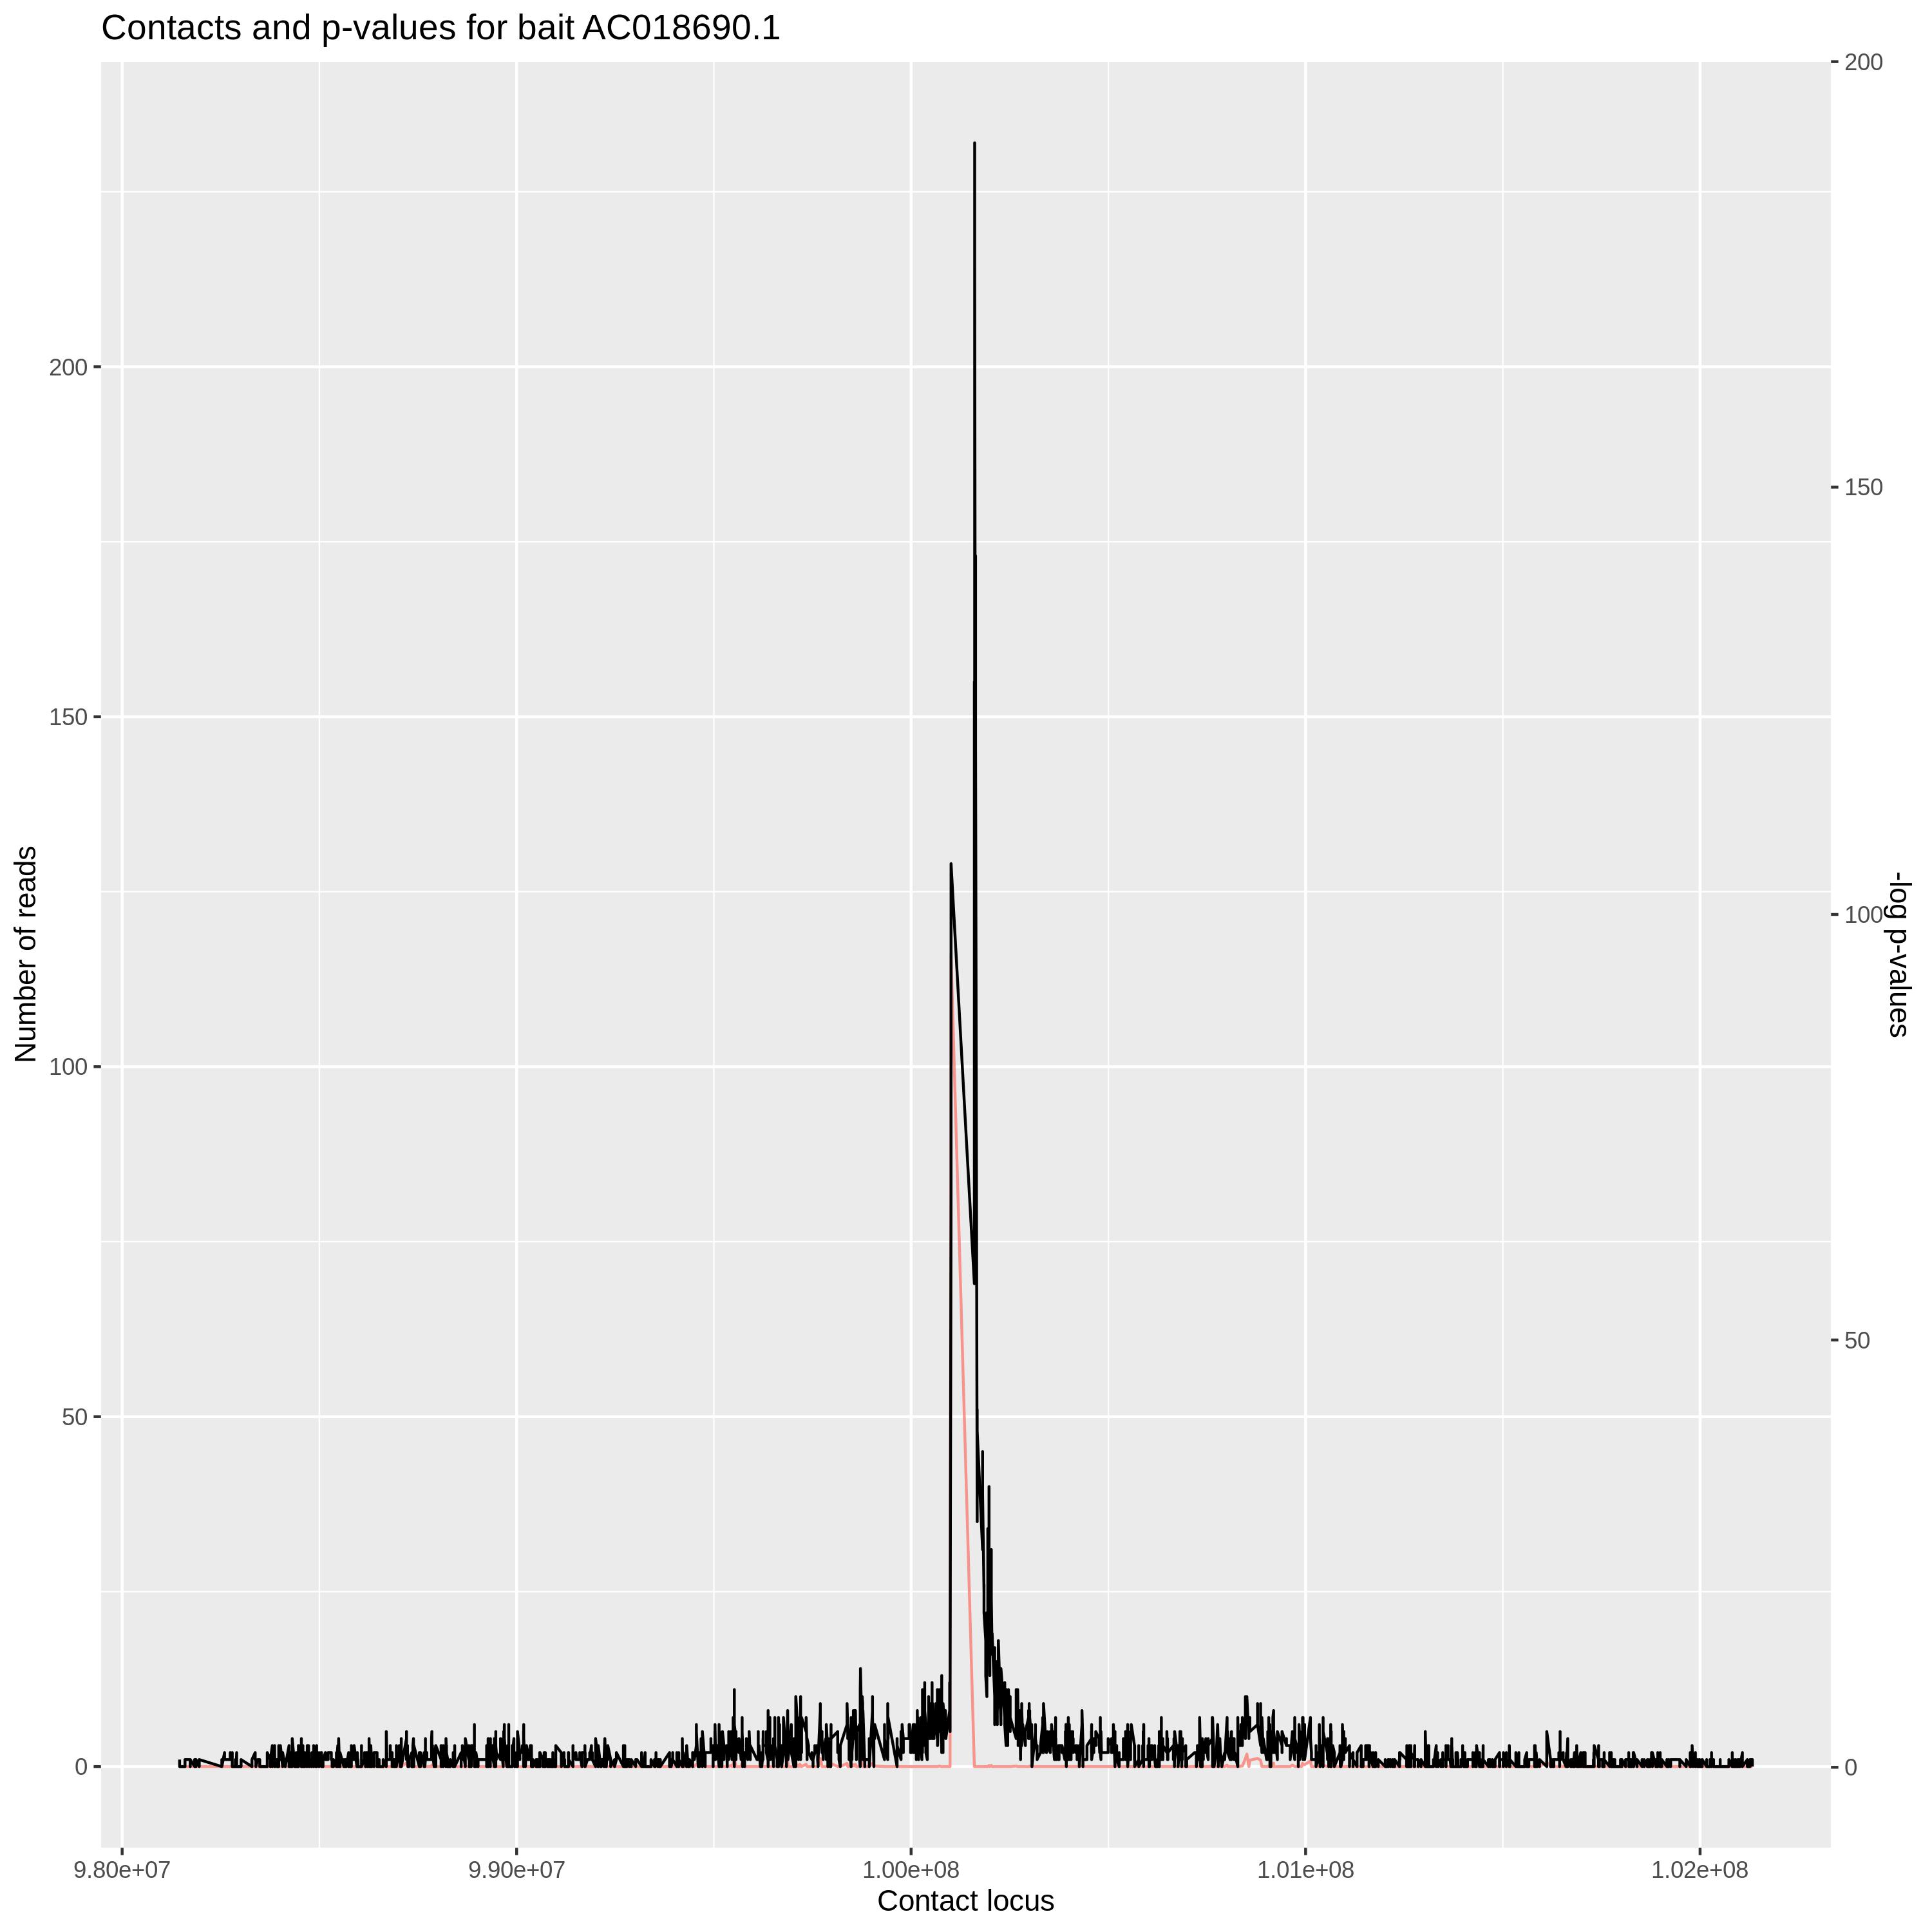 Contacts and p-values for bait AC018690.1
200
150
100
50
0
Number of reads
200
150
100
50
0
-log p-values
9.80e+07
9.90e+07
1.00e+08
1.01e+08
1.02e+08
Contact locus